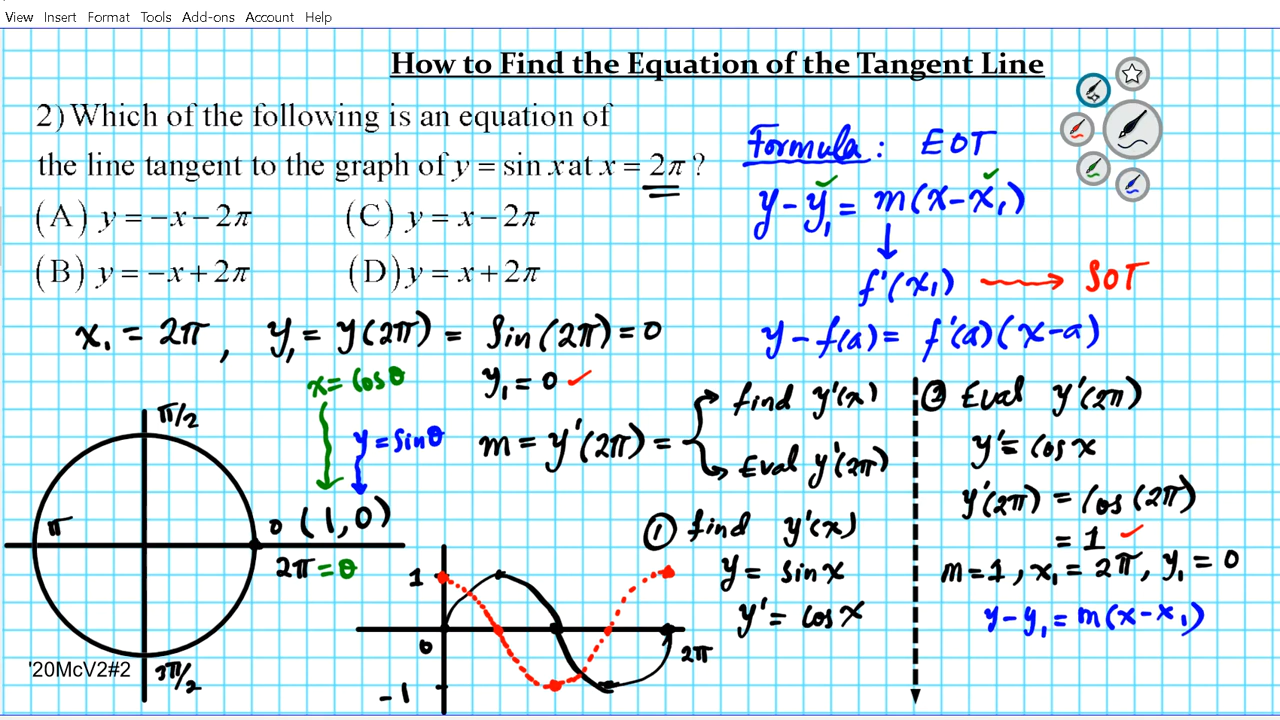 View Insert Format Tools Add-ons Account Help
How to Find the Equation of the Tangent Line
2) Which of the following is an equation of
the line tangent to the graph of y = sin x at x = 2π ?
(A) y = −x − 2π (C) y = x − 2π
(B) y = −x + 2π (D) y = x + 2π
Formula : EOT
y − y₁ = m(x − x₁)
f'(x₁) → SOT
y − f(a) = f'(a)(x − a)
x₁ = 2π , y₁ = y(2π) = Sin(2π) = 0
y₁ = 0
m = y'(2π) =
find y'(x)
Eval y'(2π)
x = cosθ
y = sinθ
(1, 0)
π/2
π
0
2π = θ
3π/2
'20McV2#2
1
0
-1
2π
① find y'(x)
y = sin x
y' = cos x
② Eval y'(2π)
y' = cos x
y'(2π) = cos(2π)
= 1
m = 1 , x₁ = 2π, y₁ = 0
y − y₁ = m(x − x₁)